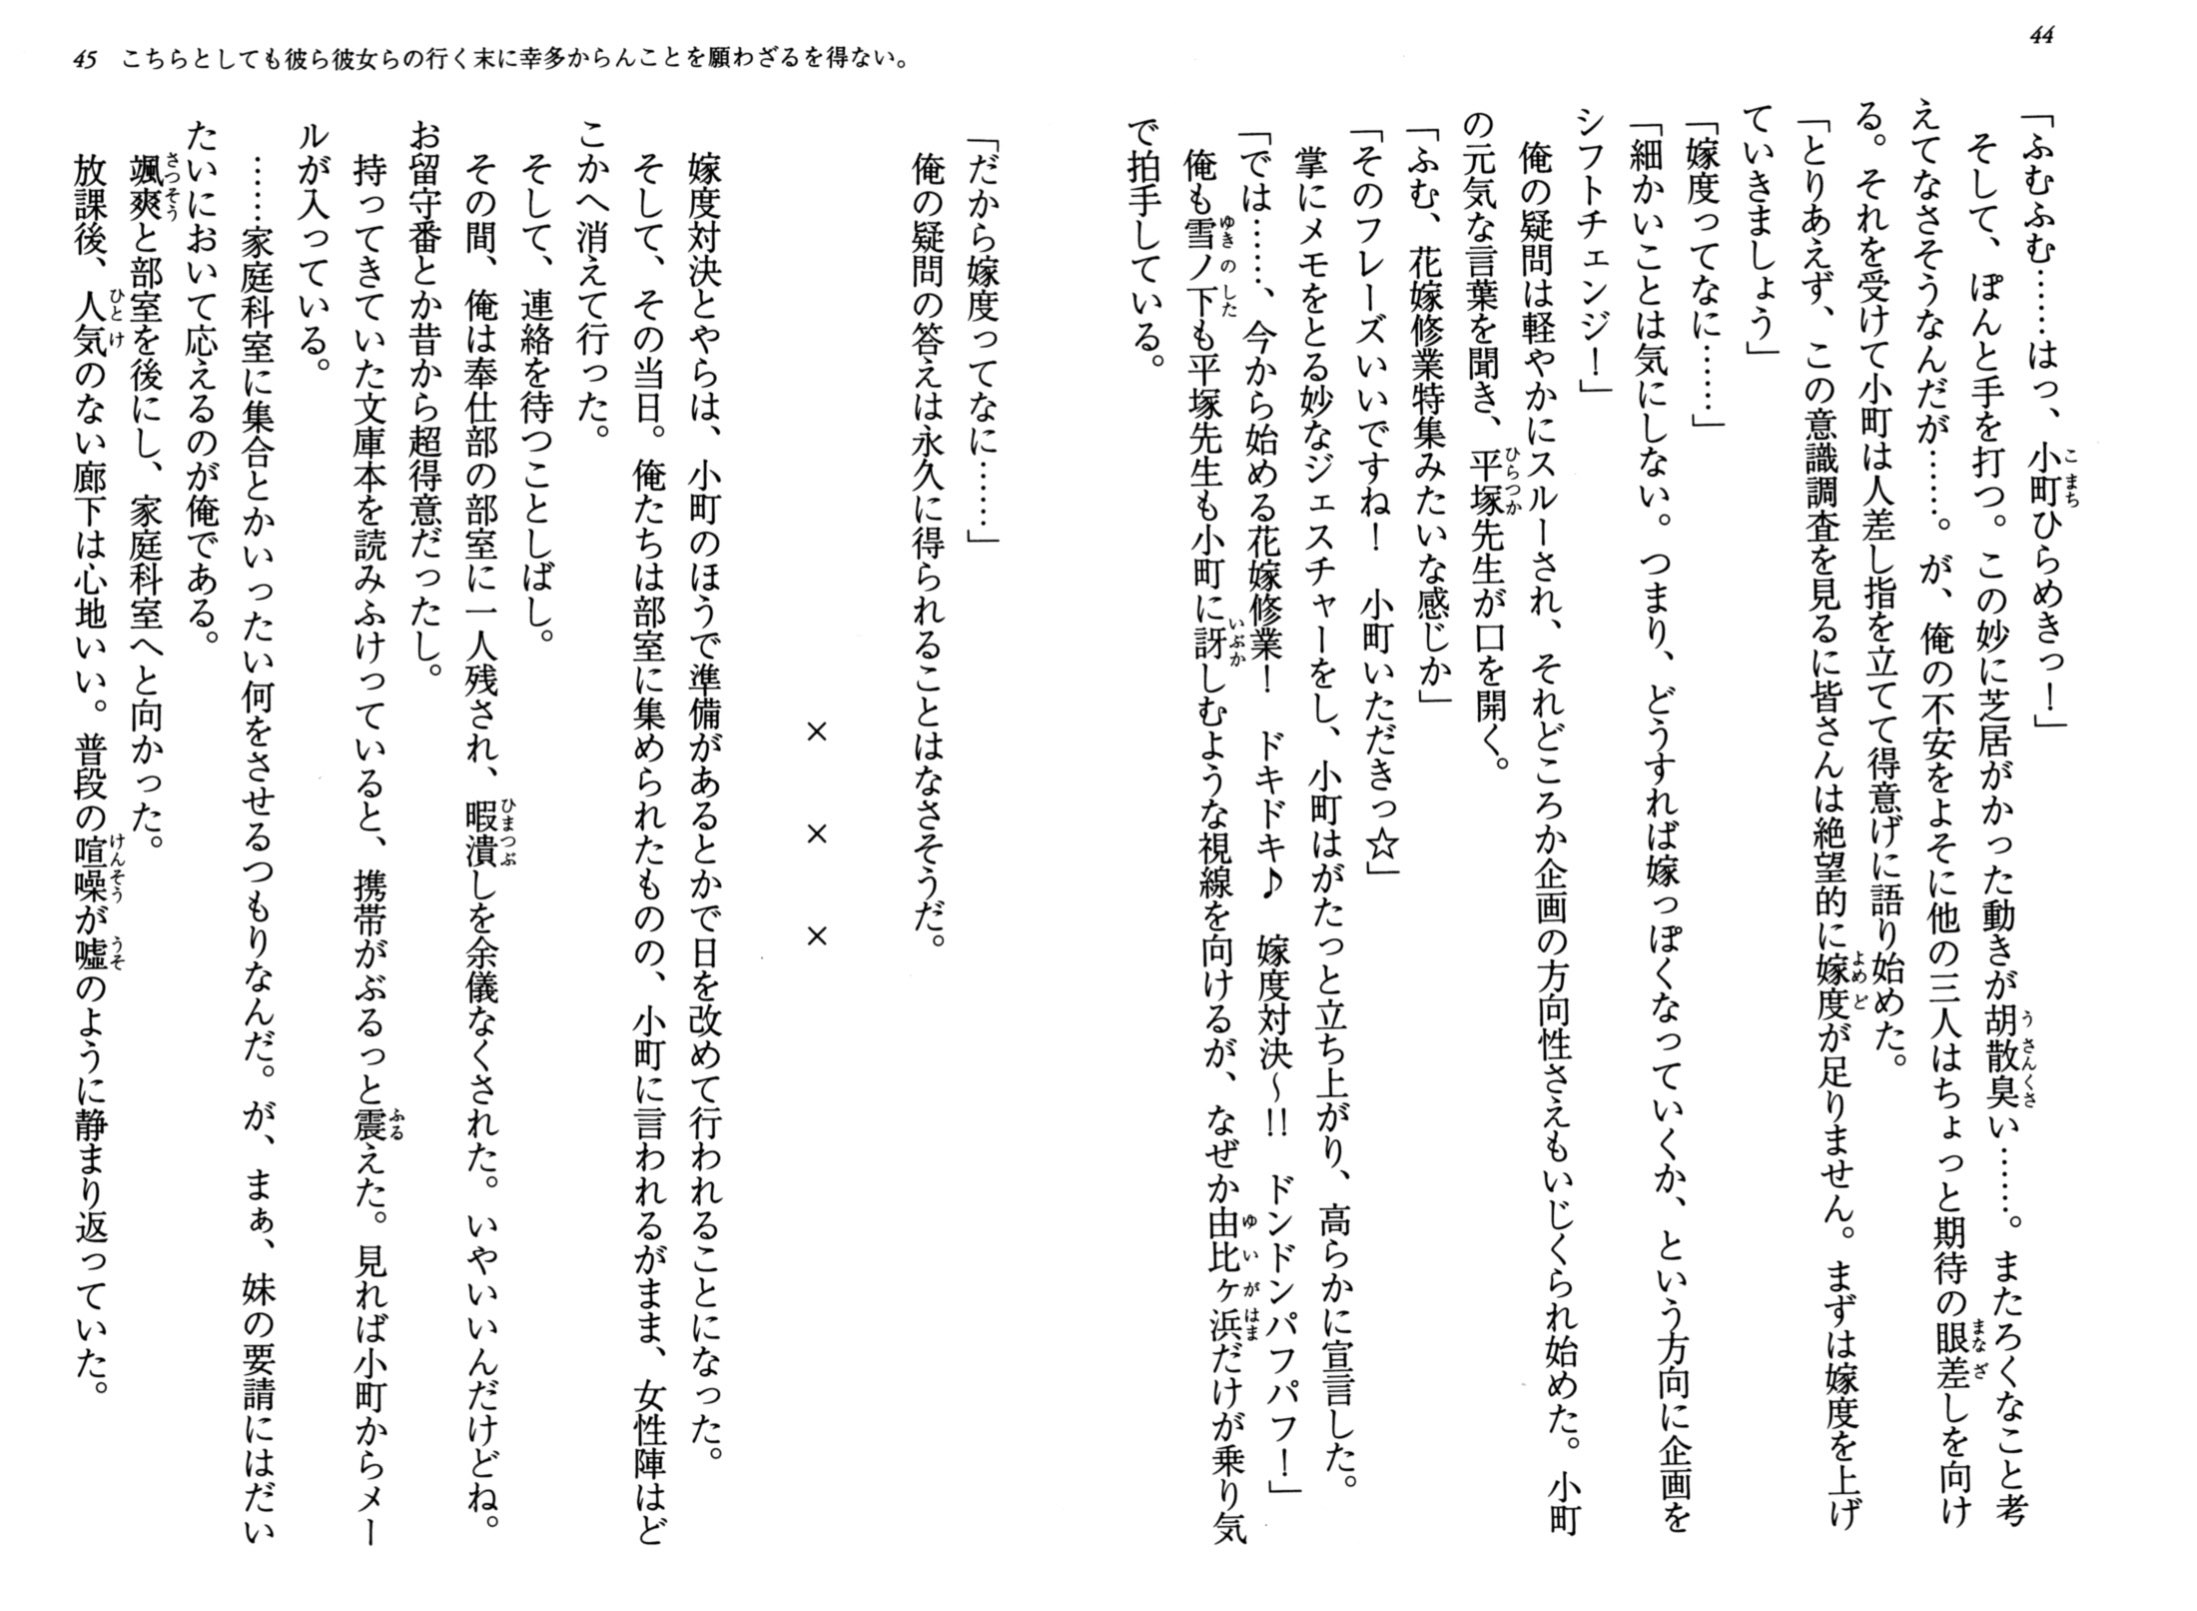 44
「ふむふむ……はっ、小町ひらめきっ！」
そして、ぽんと手を打つ。この妙に芝居がかった動きが胡散臭い……。またろくなこと考
えてなさそうなんだが……。が、俺の不安をよそに他の三人はちょっと期待の眼差しを向け
る。それを受けて小町は人差し指を立てて得意げに語り始めた。
「とりあえず、この意識調査を見るに皆さんは絶望的に嫁度が足りません。まずは嫁度を上げ
ていきましょう」
「嫁度ってなに……」
「細かいことは気にしない。つまり、どうすれば嫁っぽくなっていくか、という方向に企画を
シフトチェンジ！」
俺の疑問は軽やかにスルーされ、それどころか企画の方向性さえもいじくられ始めた。小町
の元気な言葉を聞き、平塚先生が口を開く。
「ふむ、花嫁修業特集みたいな感じか」
「そのフレーズいいですね！　小町いただきっ☆」
掌にメモをとる妙なジェスチャーをし、小町はがたっと立ち上がり、高らかに宣言した。
「では……、今から始める花嫁修業！　ドキドキ♪　嫁度対決～!!　ドンドンパフパフ！」
俺も雪ノ下も平塚先生も小町に訝しむような視線を向けるが、なぜか由比ヶ浜だけが乗り気
で拍手している。
45　こちらとしても彼ら彼女らの行く末に幸多からんことを願わざるを得ない。
「だから嫁度ってなに……」
俺の疑問の答えは永久に得られることはなさそうだ。
×　×　×
嫁度対決とやらは、小町のほうで準備があるとかで日を改めて行われることになった。
そして、その当日。俺たちは部室に集められたものの、小町に言われるがまま、女性陣はど
こかへ消えて行った。
そして、連絡を待つことしばし。
その間、俺は奉仕部の部室に一人残され、暇潰しを余儀なくされた。いやいいんだけどね。
お留守番とか昔から超得意だったし。
持ってきていた文庫本を読みふけっていると、携帯がぶるっと震えた。見れば小町からメー
ルが入っている。
……家庭科室に集合とかいったい何をさせるつもりなんだ。が、まぁ、妹の要請にはだい
たいにおいて応えるのが俺である。
颯爽と部室を後にし、家庭科室へと向かった。
放課後、人気のない廊下は心地いい。普段の喧噪が嘘のように静まり返っていた。